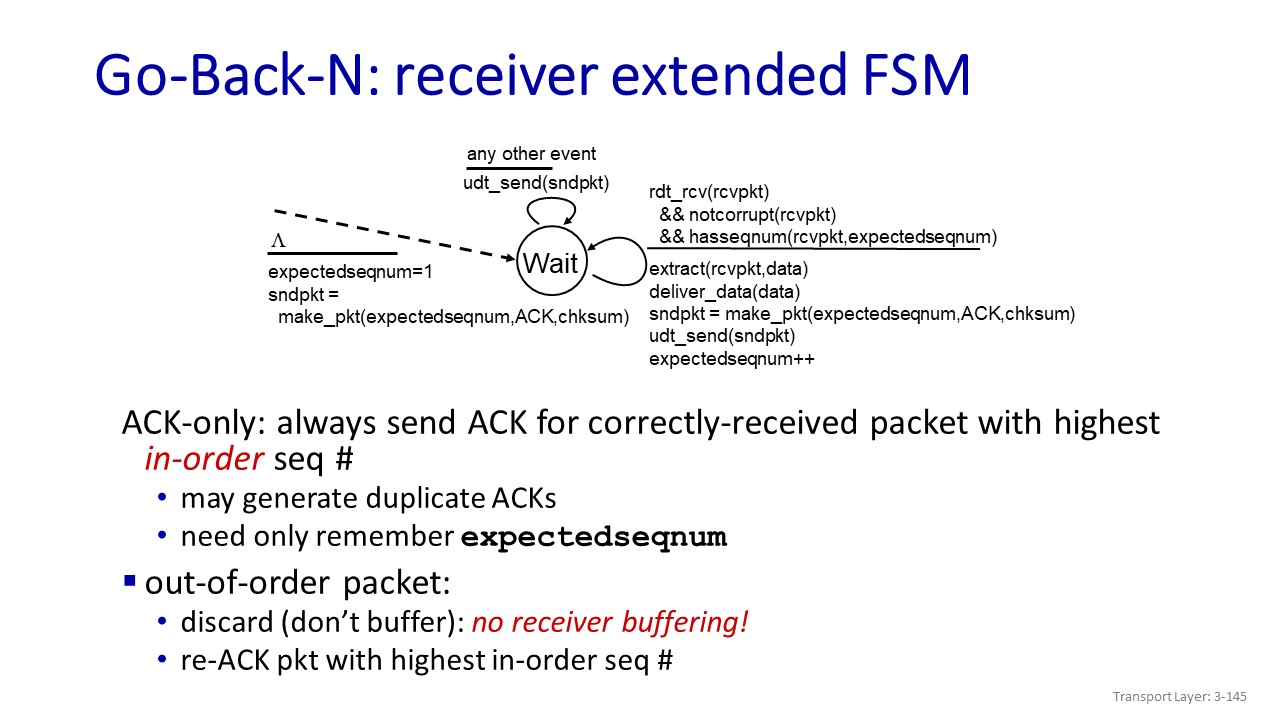 Go-Back-N: receiver extended FSM
any other event
udt_send(sndpkt)
rdt_rcv(rcvpkt)
&& notcorrupt(rcvpkt)
&& hasseqnum(rcvpkt,expectedseqnum)
Λ
expectedseqnum=1
sndpkt =
make_pkt(expectedseqnum,ACK,chksum)
Wait
extract(rcvpkt,data)
deliver_data(data)
sndpkt = make_pkt(expectedseqnum,ACK,chksum)
udt_send(sndpkt)
expectedseqnum++
ACK-only: always send ACK for correctly-received packet with highest
in-order seq #
• may generate duplicate ACKs
• need only remember expectedseqnum
▪ out-of-order packet:
• discard (don’t buffer): no receiver buffering!
• re-ACK pkt with highest in-order seq #
Transport Layer: 3-145